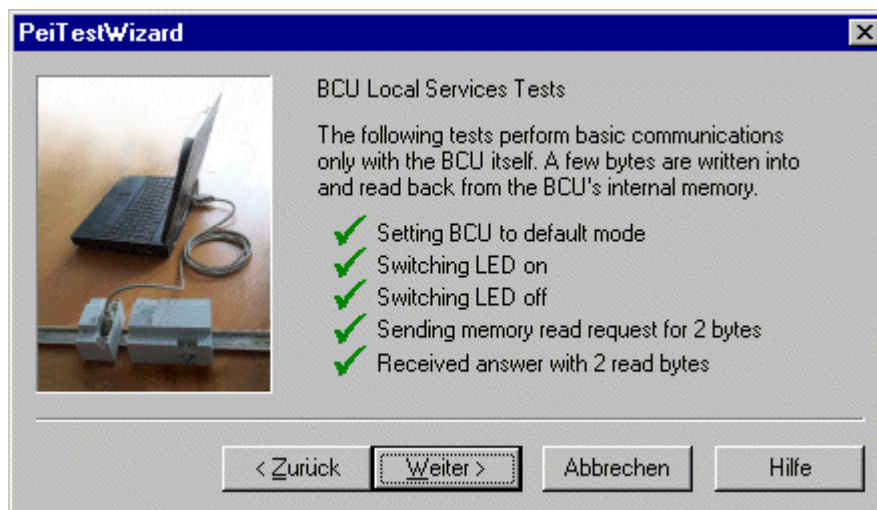 PeiTestWizard
BCU Local Services Tests
The following tests perform basic communications
only with the BCU itself. A few bytes are written into
and read back from the BCU's internal memory.
Setting BCU to default mode
Switching LED on
Switching LED off
Sending memory read request for 2 bytes
Received answer with 2 read bytes
< Zurück
Weiter >
Abbrechen
Hilfe